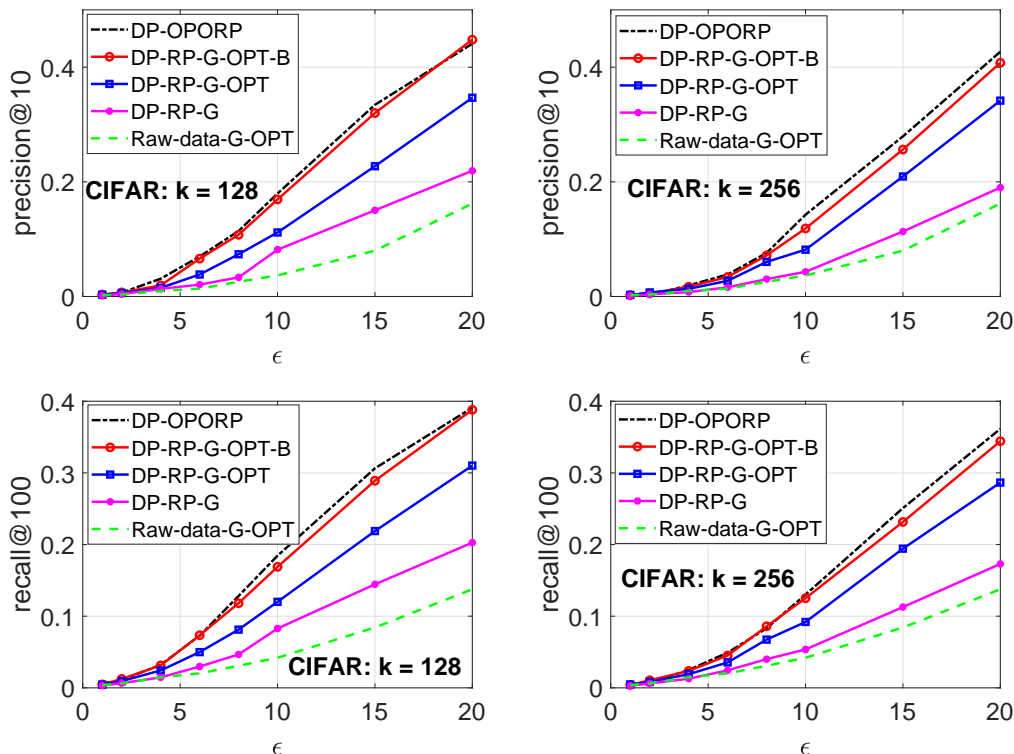 precision@10
0.4
0.2
0
DP-OPORP
DP-RP-G-OPT-B
DP-RP-G-OPT
DP-RP-G
Raw-data-G-OPT
CIFAR: k = 128
0 5 10 15 20
ϵ
precision@10
0.4
0.2
0
DP-OPORP
DP-RP-G-OPT-B
DP-RP-G-OPT
DP-RP-G
Raw-data-G-OPT
CIFAR: k = 256
0 5 10 15 20
ϵ
recall@100
0.4
0.3
0.2
0.1
0
DP-OPORP
DP-RP-G-OPT-B
DP-RP-G-OPT
DP-RP-G
Raw-data-G-OPT
CIFAR: k = 128
0 5 10 15 20
ϵ
recall@100
0.4
0.3
0.2
0.1
0
DP-OPORP
DP-RP-G-OPT-B
DP-RP-G-OPT
DP-RP-G
Raw-data-G-OPT
CIFAR: k = 256
0 5 10 15 20
ϵ